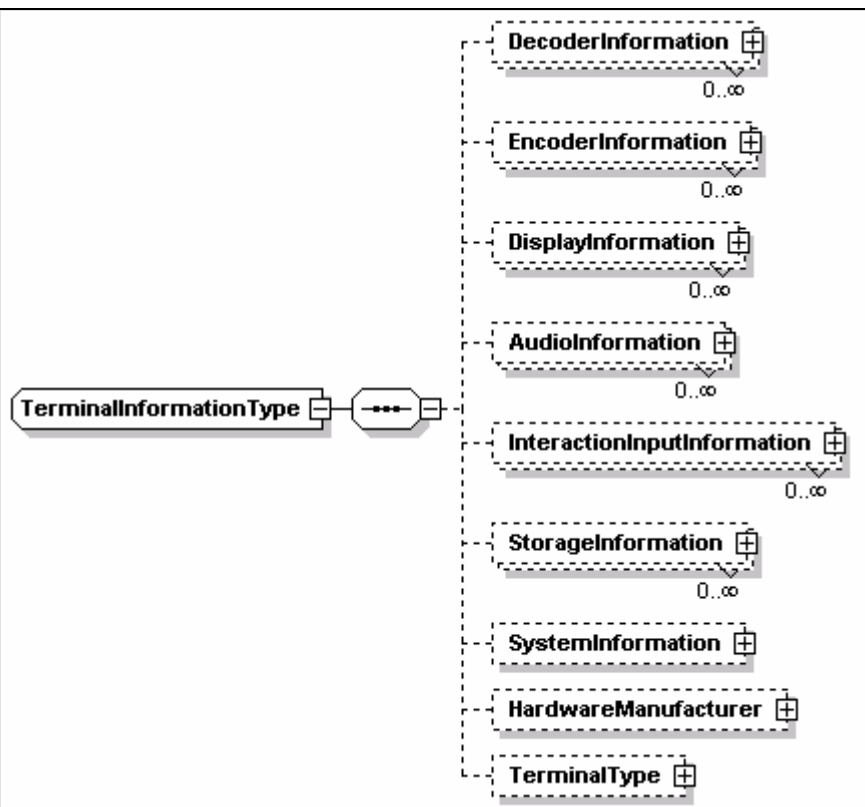 DecoderInformation
0..∞
EncoderInformation
0..∞
DisplayInformation
0..∞
AudioInformation
0..∞
TerminalInformationType
InteractionInputInformation
0..∞
StorageInformation
0..∞
SystemInformation
HardwareManufacturer
TerminalType